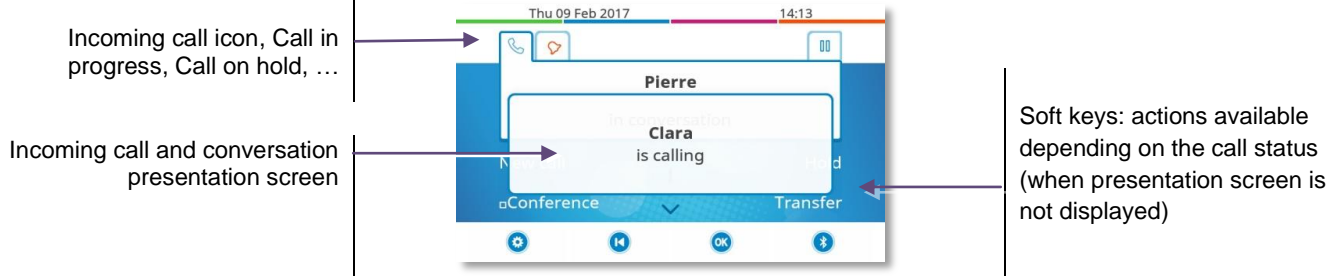 Thu 09 Feb 2017 14:13
Incoming call icon, Call in
progress, Call on hold, …
Pierre
in conversation
Clara
is calling
Incoming call and conversation
presentation screen
Hold
Soft keys: actions available
depending on the call status
(when presentation screen is
not displayed)
Conference
Transfer
OK